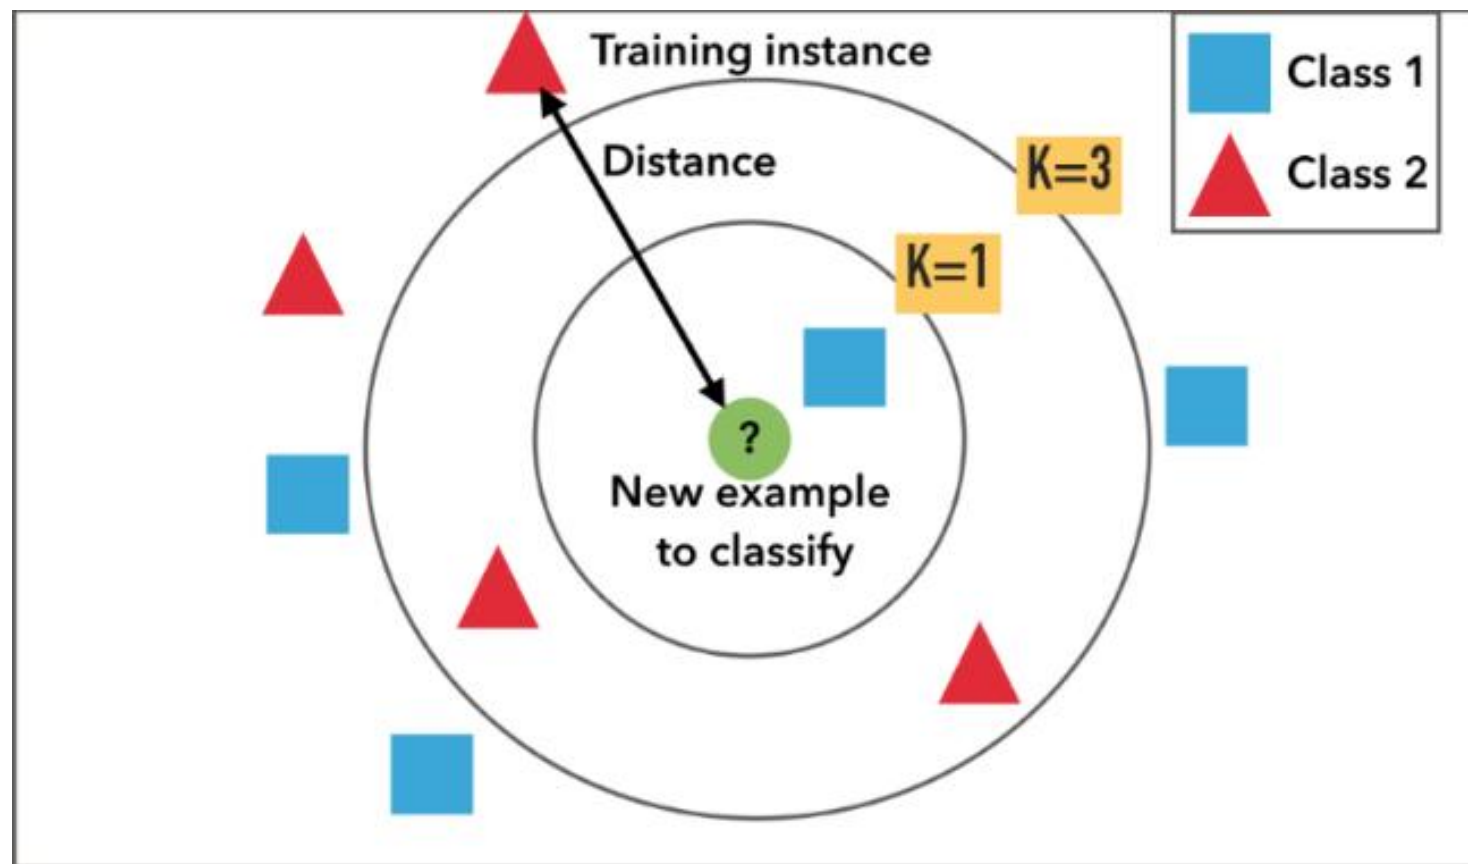 Training instance
Distance
K=3
K=1
?
New example
to classify
Class 1
Class 2